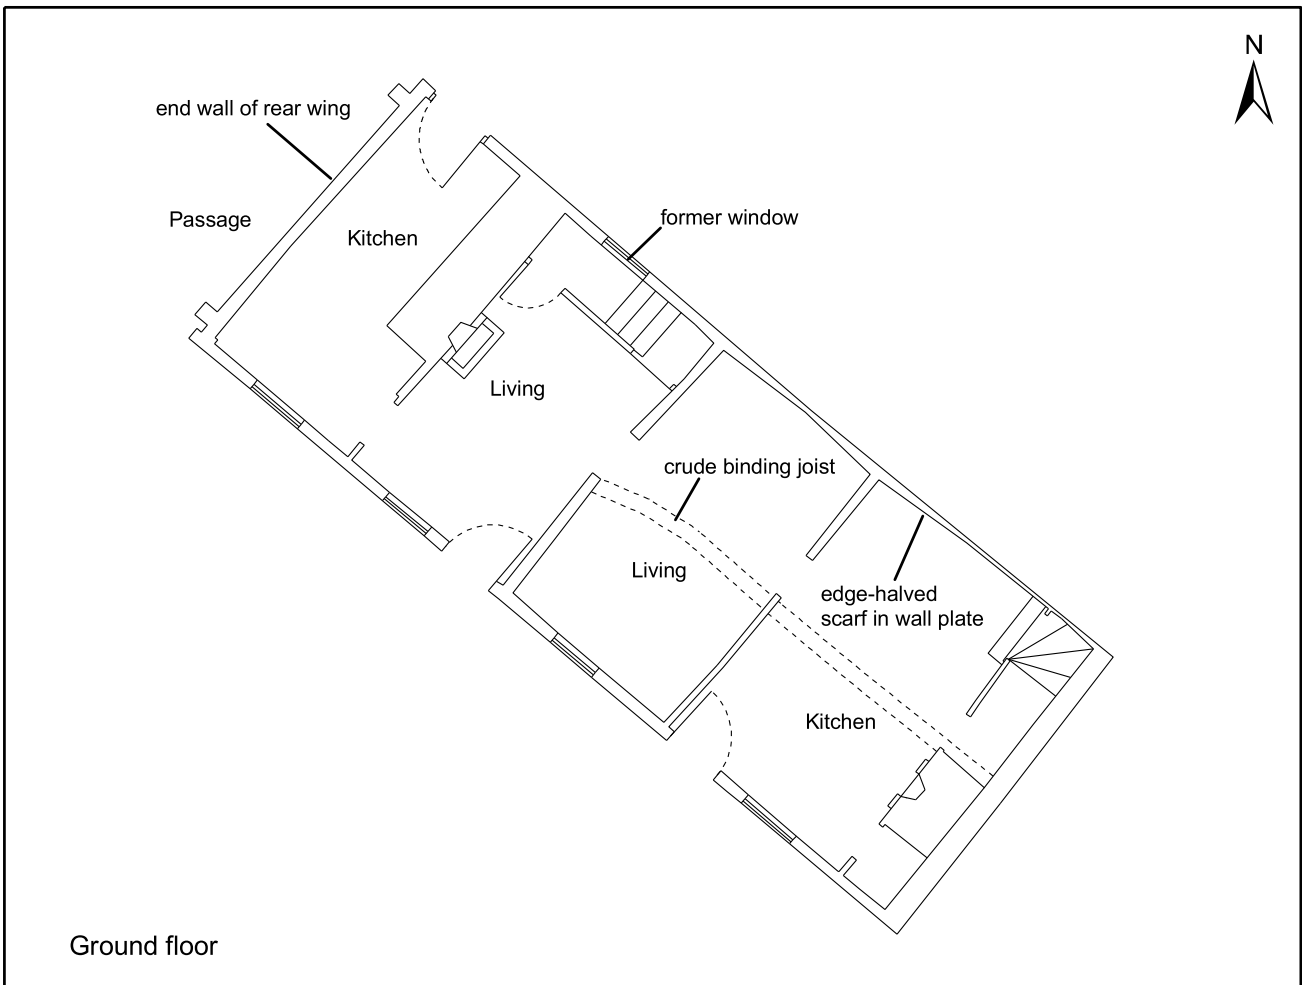 N
end wall of rear wing
Passage
Kitchen
former window
Living
crude binding joist
Living
edge-halved
scarf in wall plate
Kitchen
Ground floor